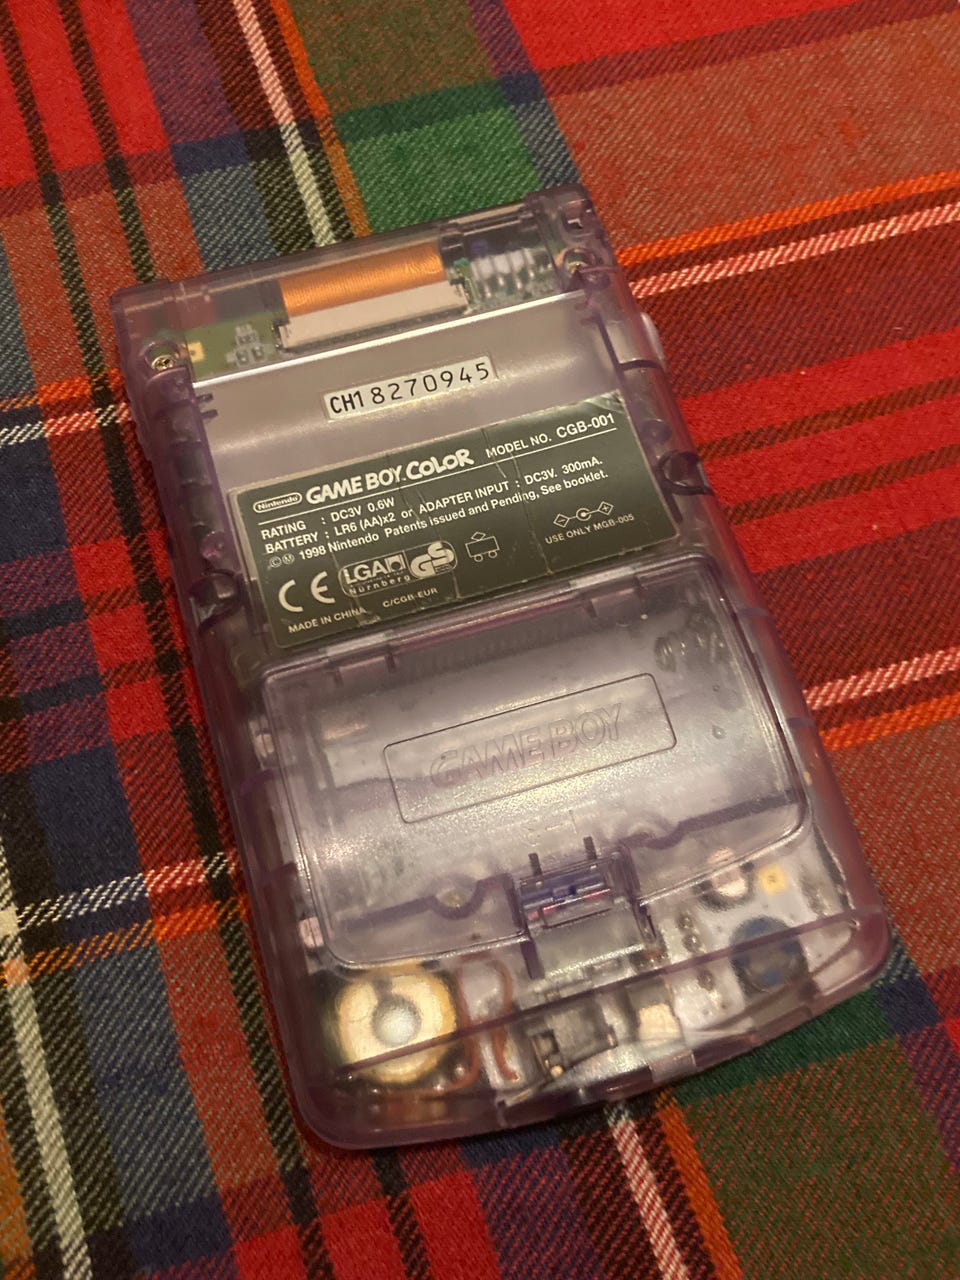 CH18270945
Nintendo GAME BOY COLOR MODEL NO. CGB-001
RATING : DC3V 0.6W
BATTERY : LR6 (AA)x2 or ADAPTER INPUT : DC3V. 300mA.
©Ⓜ 1998 Nintendo Patents issued and Pending, See booklet.
CE LGA GS
Nürnberg
USE ONLY MGB-005
MADE IN CHINA C/CGB-EUR
GAME BOY